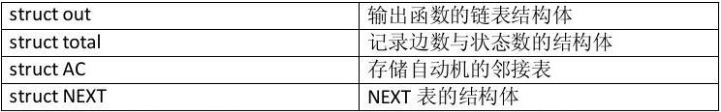 struct out 输出函数的链表结构体
struct total 记录边数与状态数的结构体
struct AC 存储自动机的邻接表
struct NEXT NEXT 表的结构体